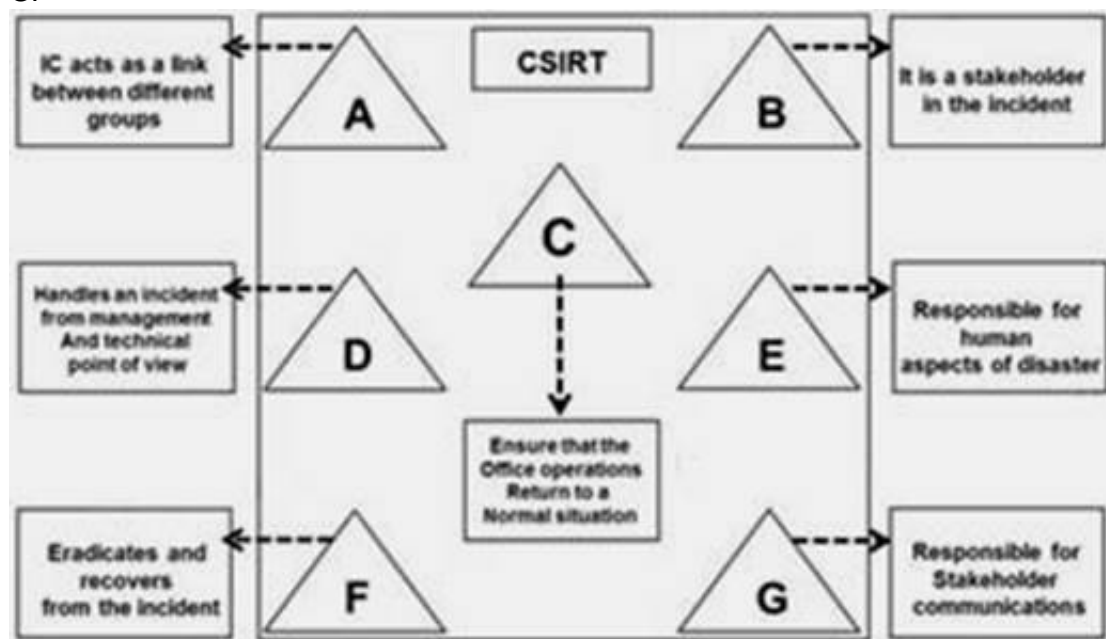 IC acts as a link
between different
groups
A
CSIRT
B
It is a stakeholder
in the incident
C
Handles an incident
from management
And technical
point of view
D
E
Responsible for
human
aspects of disaster
Ensure that the
Office operations
Return to a
Normal situation
Eradicates and
recovers
from the incident
F
G
Responsible for
Stakeholder
communications